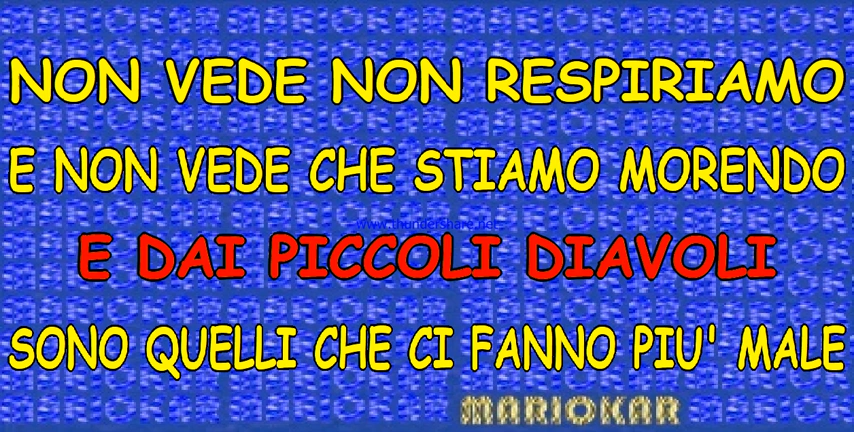 NON VEDE NON RESPIRIAMO
E NON VEDE CHE STIAMO MORENDO
www.thundershare.net
E DAI PICCOLI DIAVOLI
SONO QUELLI CHE CI FANNO PIU' MALE
MARIOKAR